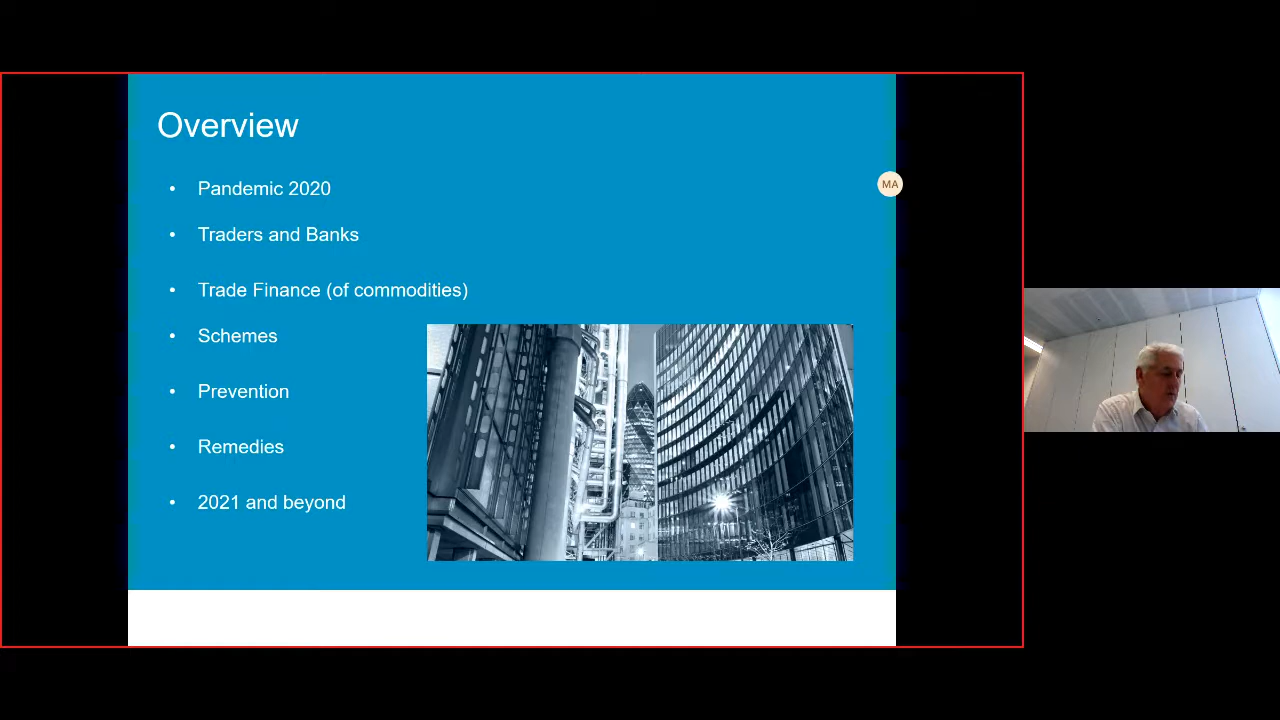 Overview
• Pandemic 2020
• Traders and Banks
• Trade Finance (of commodities)
• Schemes
• Prevention
• Remedies
• 2021 and beyond
MA